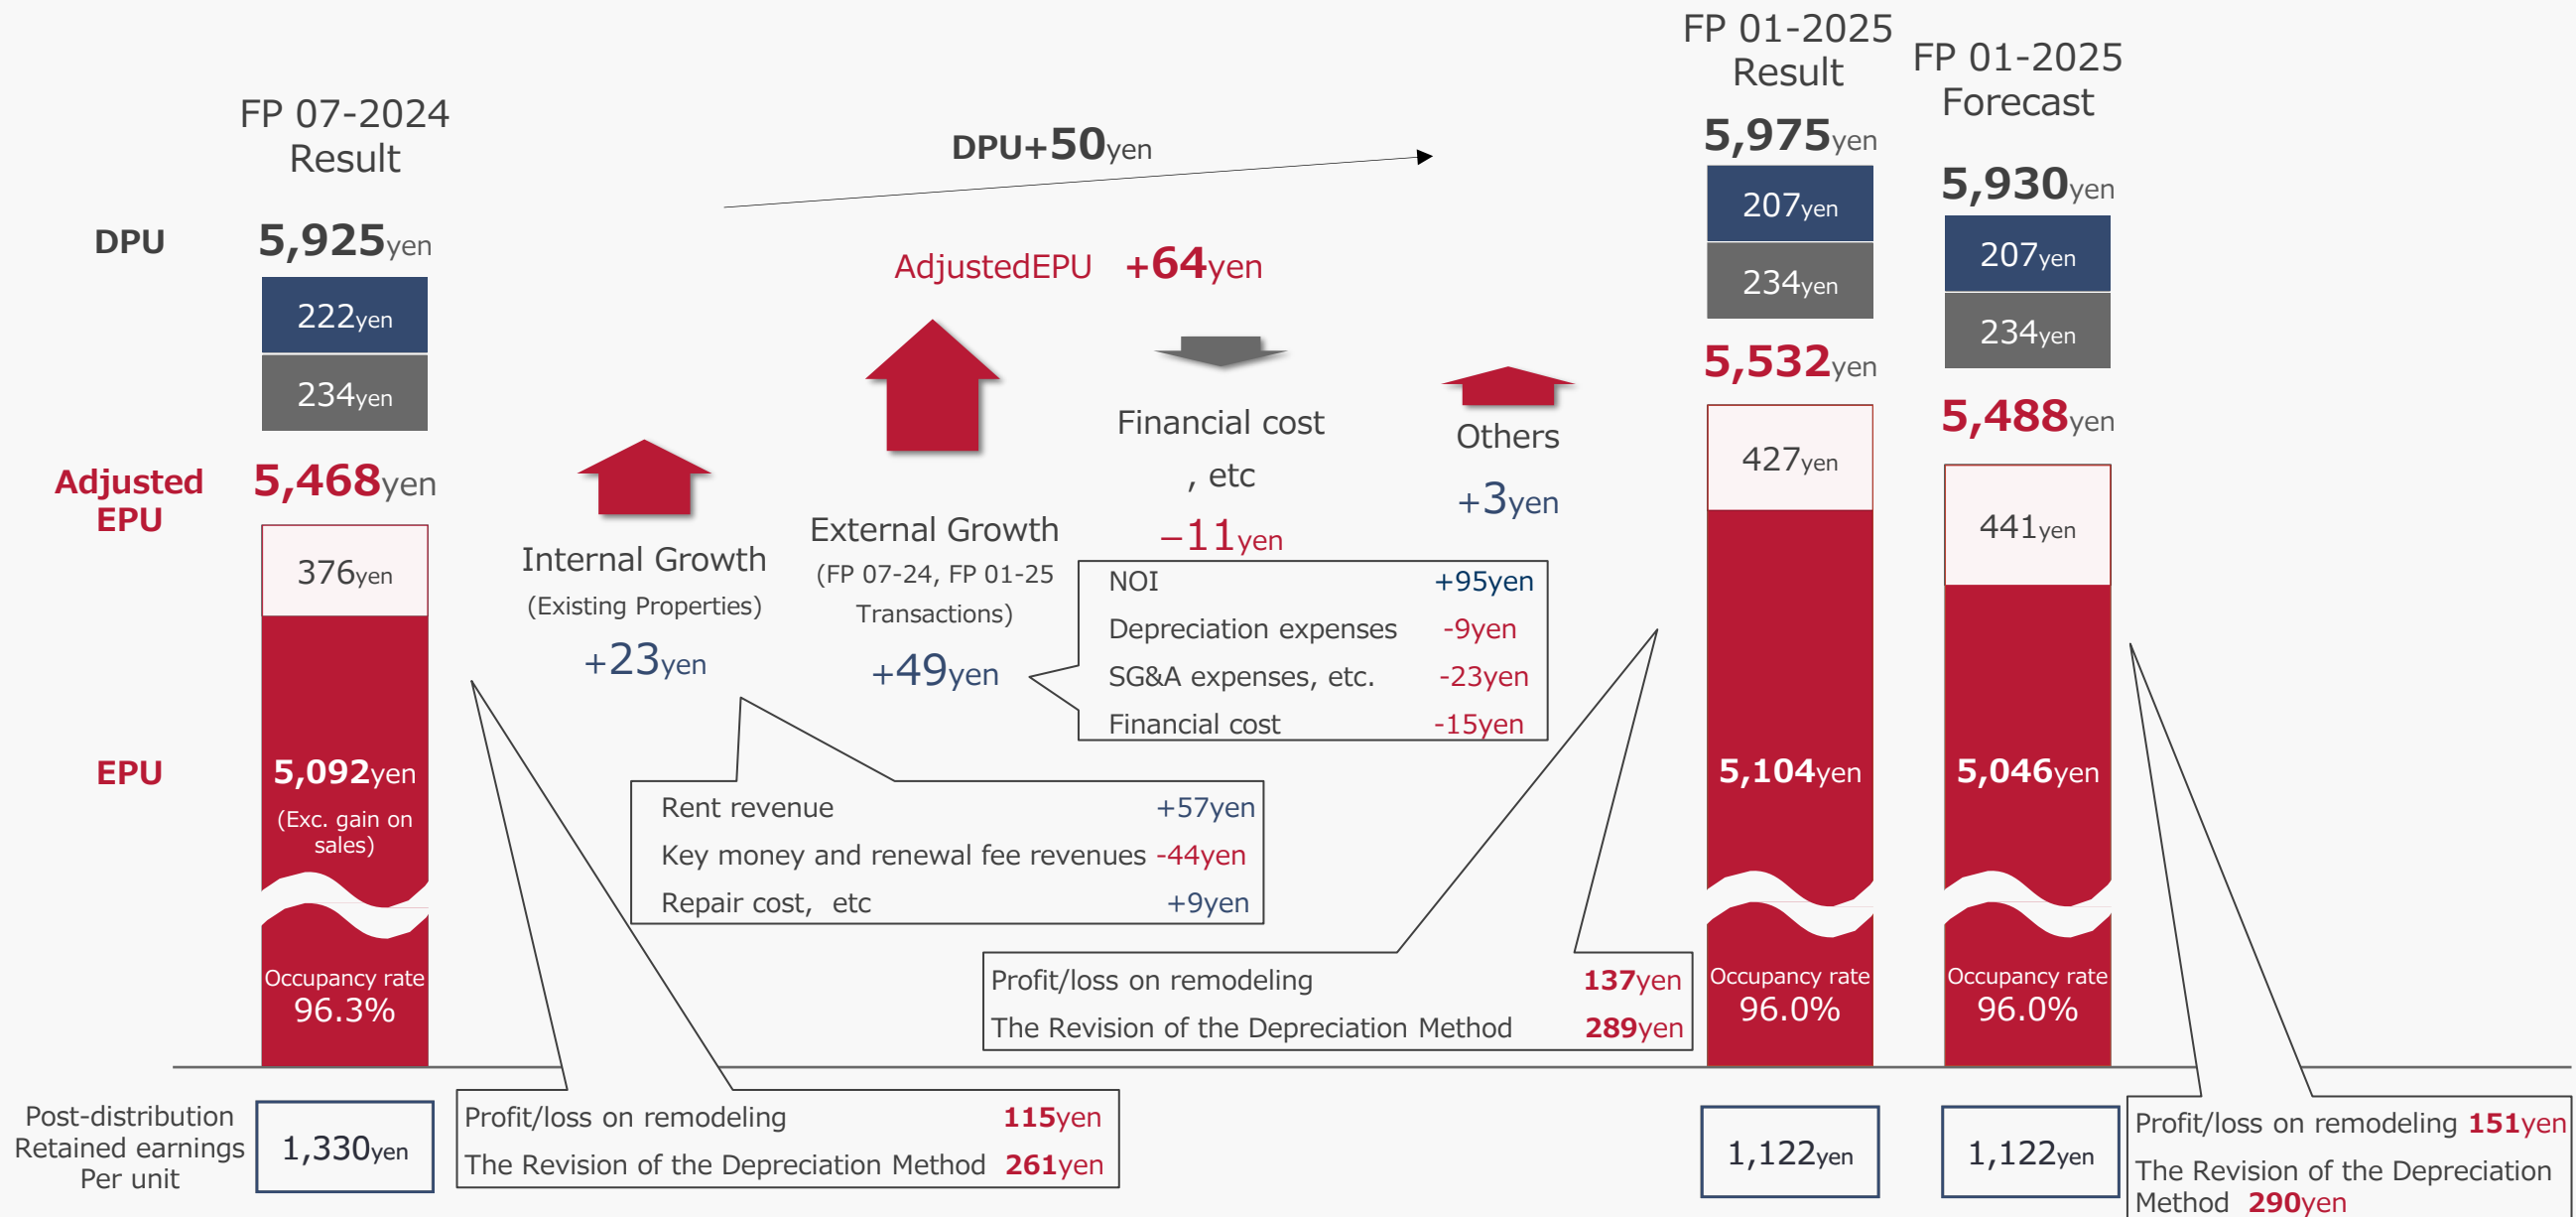 FP 07-2024
Result
DPU
5,925yen
222yen
234yen
Adjusted
EPU
5,468yen
376yen
EPU
5,092yen
(Exc. gain on
sales)
Occupancy rate
96.3%
Post-distribution
Retained earnings
Per unit
1,330yen
DPU+50yen
AdjustedEPU +64yen
Internal Growth
(Existing Properties)
+23yen
External Growth
(FP 07-24, FP 01-25
Transactions)
+49yen
Financial cost
, etc
−11yen
Others
+3yen
NOI +95yen
Depreciation expenses -9yen
SG&A expenses, etc. -23yen
Financial cost -15yen
Rent revenue +57yen
Key money and renewal fee revenues -44yen
Repair cost, etc +9yen
Profit/loss on remodeling 115yen
The Revision of the Depreciation Method 261yen
Profit/loss on remodeling 137yen
The Revision of the Depreciation Method 289yen
FP 01-2025
Result
5,975yen
207yen
234yen
5,532yen
427yen
5,104yen
Occupancy rate
96.0%
1,122yen
FP 01-2025
Forecast
5,930yen
207yen
234yen
5,488yen
441yen
5,046yen
Occupancy rate
96.0%
1,122yen
Profit/loss on remodeling 151yen
The Revision of the Depreciation
Method 290yen